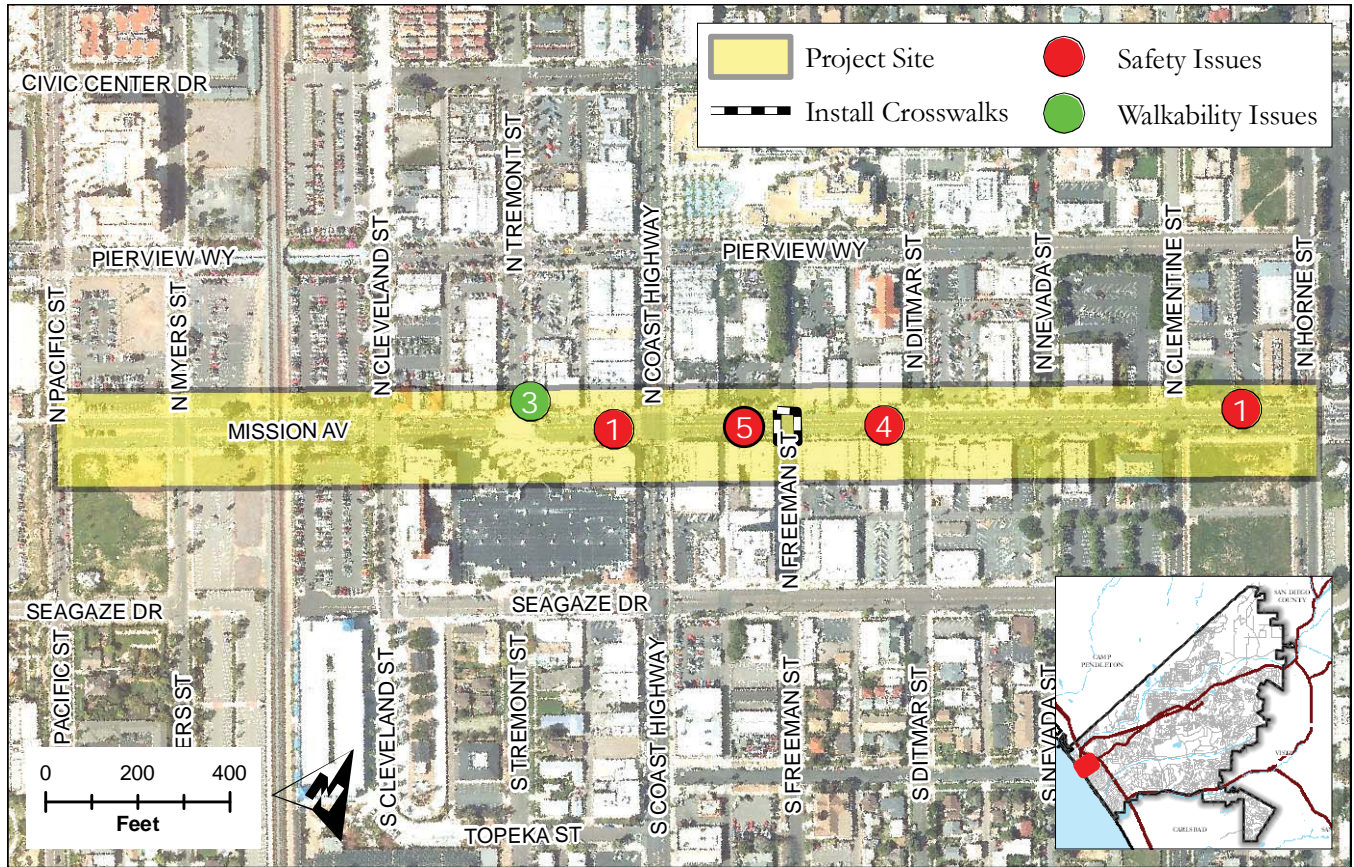 Project Site
Safety Issues
Install Crosswalks
Walkability Issues
CIVIC CENTER DR
N TREMONT ST
N CLEVELAND ST
N COAST HIGHWAY
PIERVIEW WY
PIERVIEW WY
N PACIFIC ST
N MYERS ST
N DITMAR ST
N NEVADA ST
N CLEMENTINE ST
N HORNE ST
MISSION AV
3
1
5
4
1
N FREEMAN ST
SEAGAZE DR
SEAGAZE DR
PACIFIC ST
ERS ST
S CLEVELAND ST
S TREMONT ST
S COAST HIGHWAY
S FREEMAN ST
S DITMAR ST
S NEVADA ST
TOPEKA ST
0 200 400
Feet
N
SAN DIEGO
COUNTY
CAMP
PENDLETON
CARLSBAD